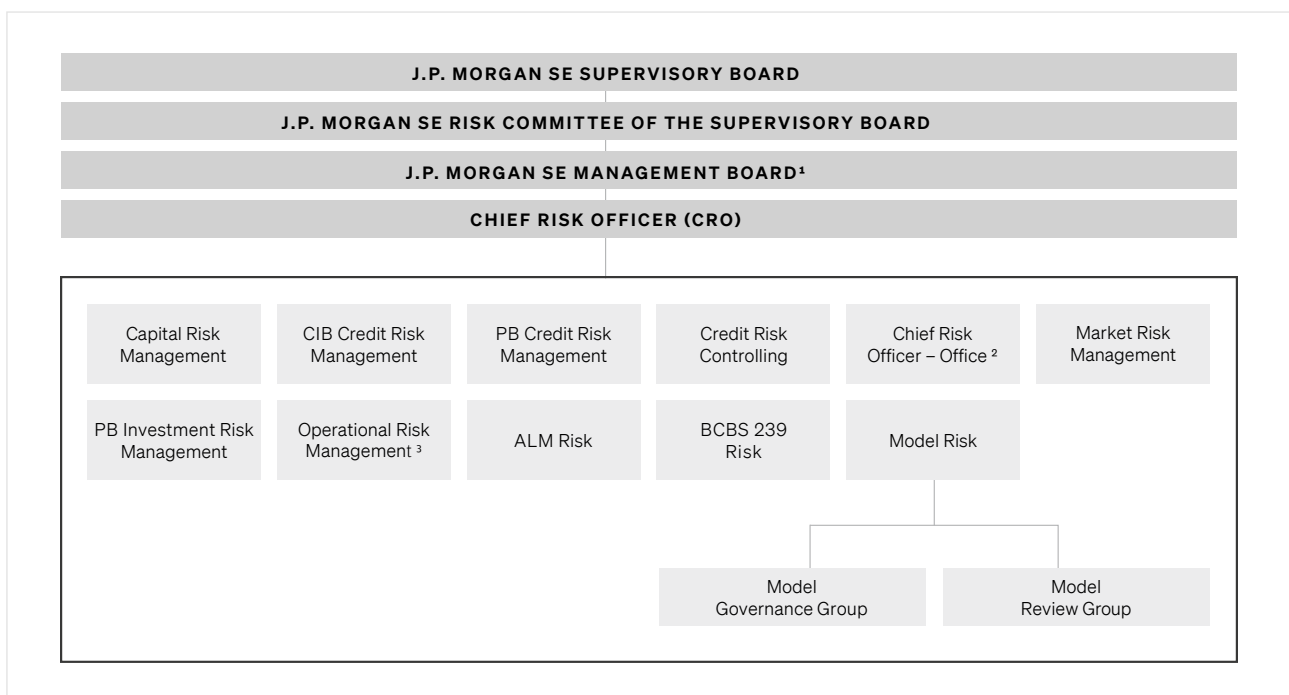 J.P. MORGAN SE SUPERVISORY BOARD
J.P. MORGAN SE RISK COMMITTEE OF THE SUPERVISORY BOARD
J.P. MORGAN SE MANAGEMENT BOARD¹
CHIEF RISK OFFICER (CRO)
Capital Risk
Management
CIB Credit Risk
Management
PB Credit Risk
Management
Credit Risk
Controlling
Chief Risk
Officer – Office ²
Market Risk
Management
PB Investment Risk
Management
Operational Risk
Management ³
ALM Risk
BCBS 239
Risk
Model Risk
Model
Governance Group
Model
Review Group